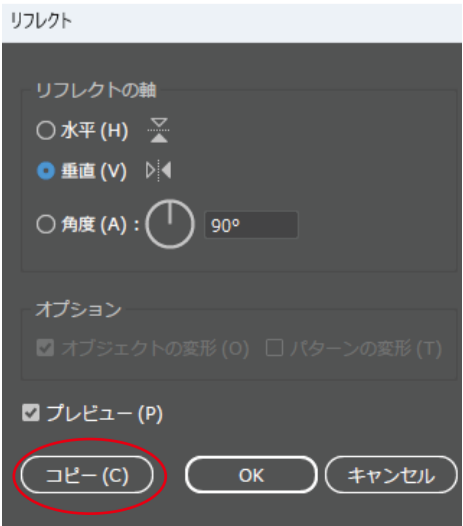 リフレクト
リフレクトの軸
水平 (H)
垂直 (V)
角度 (A) : 90°
オプション
オブジェクトの変形 (O) パターンの変形 (T)
プレビュー (P)
コピー (C) OK キャンセル